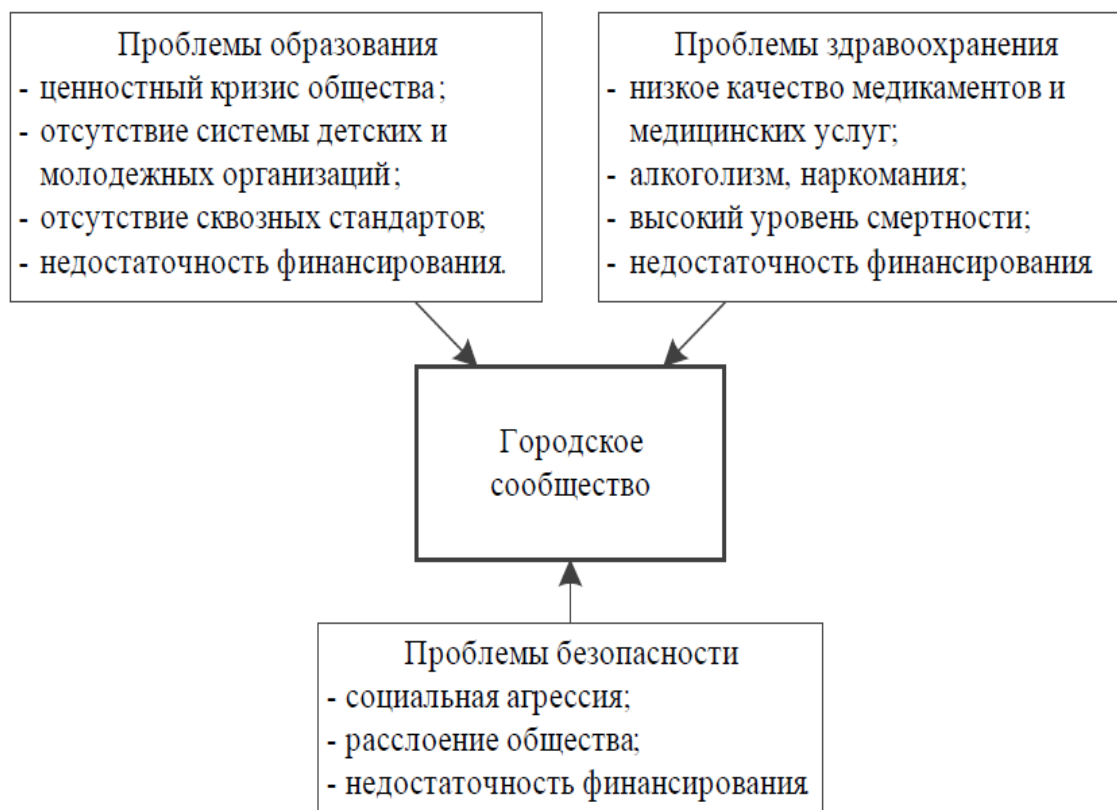 Проблемы образования
- ценностный кризис общества;
- отсутствие системы детских и
молодежных организаций;
- отсутствие сквозных стандартов;
- недостаточность финансирования.
Проблемы здравоохранения
- низкое качество медикаментов и
медицинских услуг;
- алкоголизм, наркомания;
- высокий уровень смертности;
- недостаточность финансирования.
Городское
сообщество
Проблемы безопасности
- социальная агрессия;
- расслоение общества;
- недостаточность финансирования